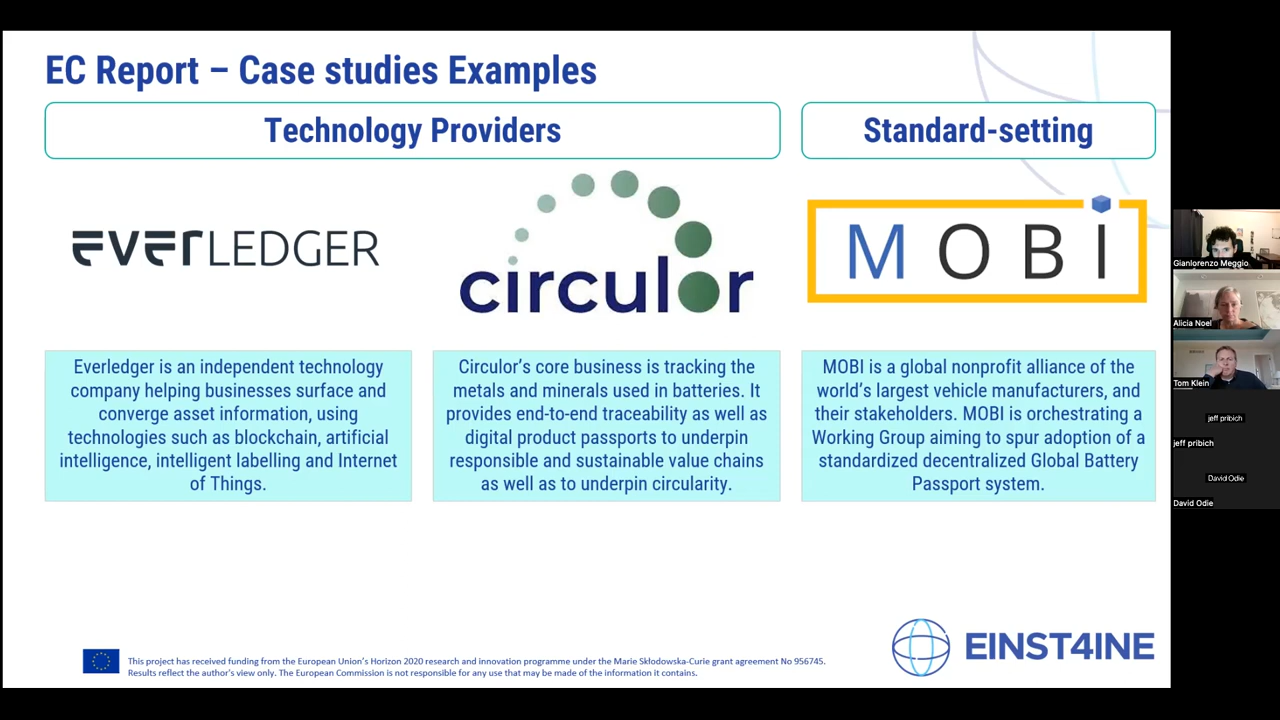 EC Report – Case studies Examples
Technology Providers
Standard-setting
EVERLEDGER
circulor
MOBI
Everledger is an independent technology
company helping businesses surface and
converge asset information, using
technologies such as blockchain, artificial
intelligence, intelligent labelling and Internet
of Things.
Circulor’s core business is tracking the
metals and minerals used in batteries. It
provides end-to-end traceability as well as
digital product passports to underpin
responsible and sustainable value chains
as well as to underpin circularity.
MOBI is a global nonprofit alliance of the
world’s largest vehicle manufacturers, and
their stakeholders. MOBI is orchestrating a
Working Group aiming to spur adoption of a
standardized decentralized Global Battery
Passport system.
This project has received funding from the European Union’s Horizon 2020 research and innovation programme under the Marie Skłodowska-Curie grant agreement No 956745.
Results reflect the author’s view only. The European Commission is not responsible for any use that may be made of the information it contains.
EINST4INE
Gianlorenzo Meggio
Alicia Noel
Tom Klein
jeff pribich
jeff pribich
David Odie
David Odie